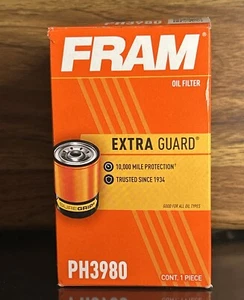 FRAM
OIL FILTER
EXTRA GUARD®
10,000 MILE PROTECTION†
TRUSTED SINCE 1934
SUREGRIP
GOOD FOR ALL OIL TYPES
PH3980
CONT. 1 PIECE